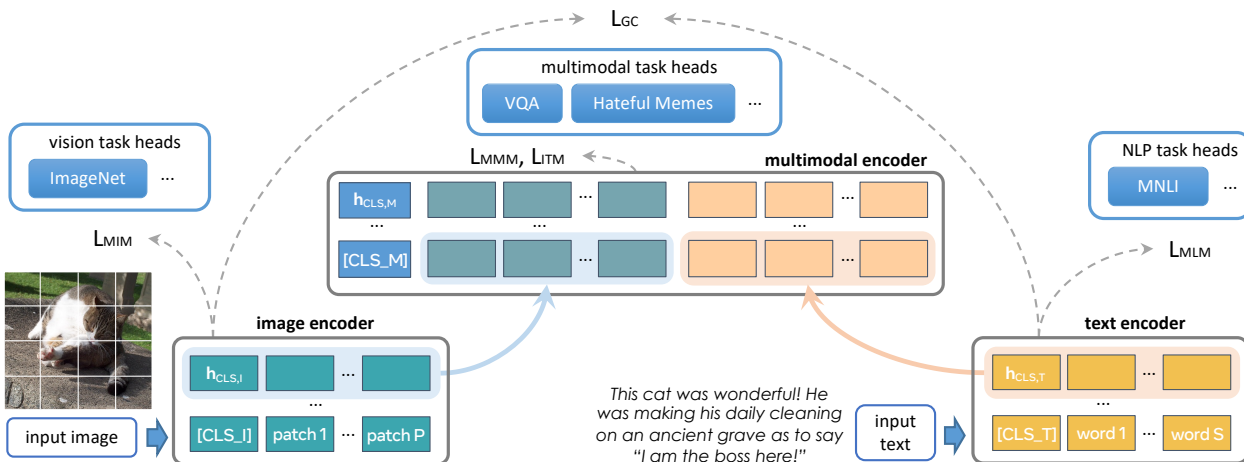 LGC
multimodal task heads
VQA
Hateful Memes
...
vision task heads
ImageNet
...
LMMM, LITM
multimodal encoder
NLP task heads
MNLI
...
hCLS,M
...
...
...
...
...
LMIM
[CLS_M]
...
...
LMLM
image encoder
text encoder
hCLS,I
...
...
hCLS,T
...
...
This cat was wonderful! He
was making his daily cleaning
on an ancient grave as to say
“I am the boss here!”
input image
[CLS_I]
patch 1
...
patch P
input
text
[CLS_T]
word 1
...
word S